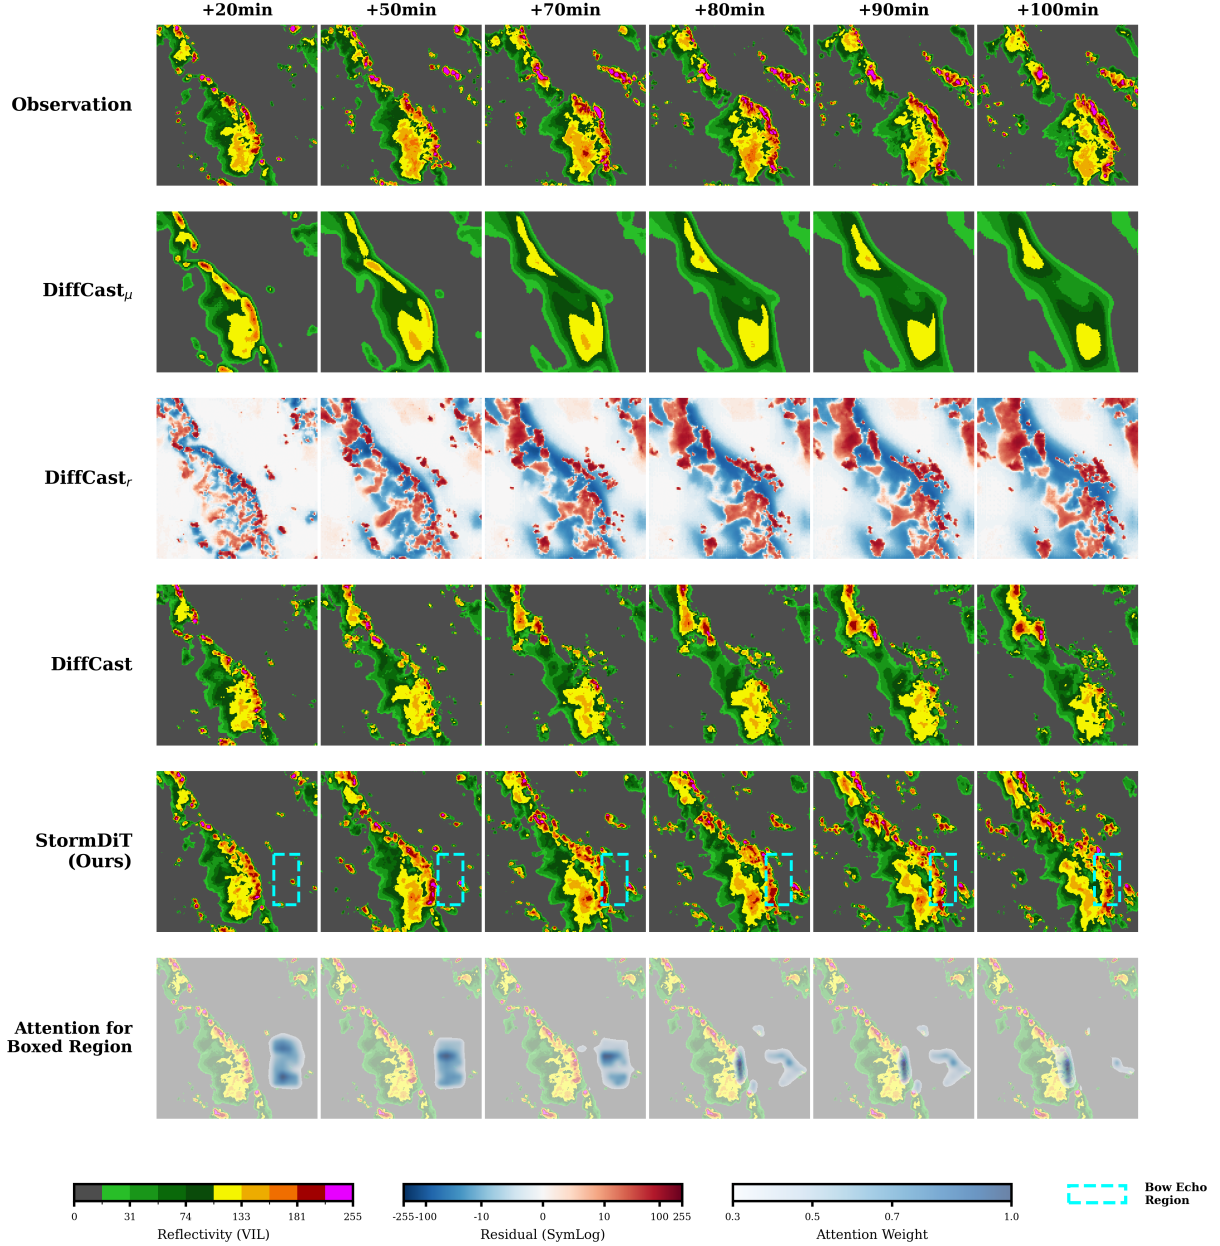 +20min +50min +70min +80min +90min +100min
Observation
DiffCastμ
DiffCastr
DiffCast
StormDiT
(Ours)
Attention for
Boxed Region
0 31 74 133 181 255
Reflectivity (VIL)
-255 -100 -10 0 10 100 255
Residual (SymLog)
0.3 0.5 0.7 1.0
Attention Weight
Bow Echo
Region